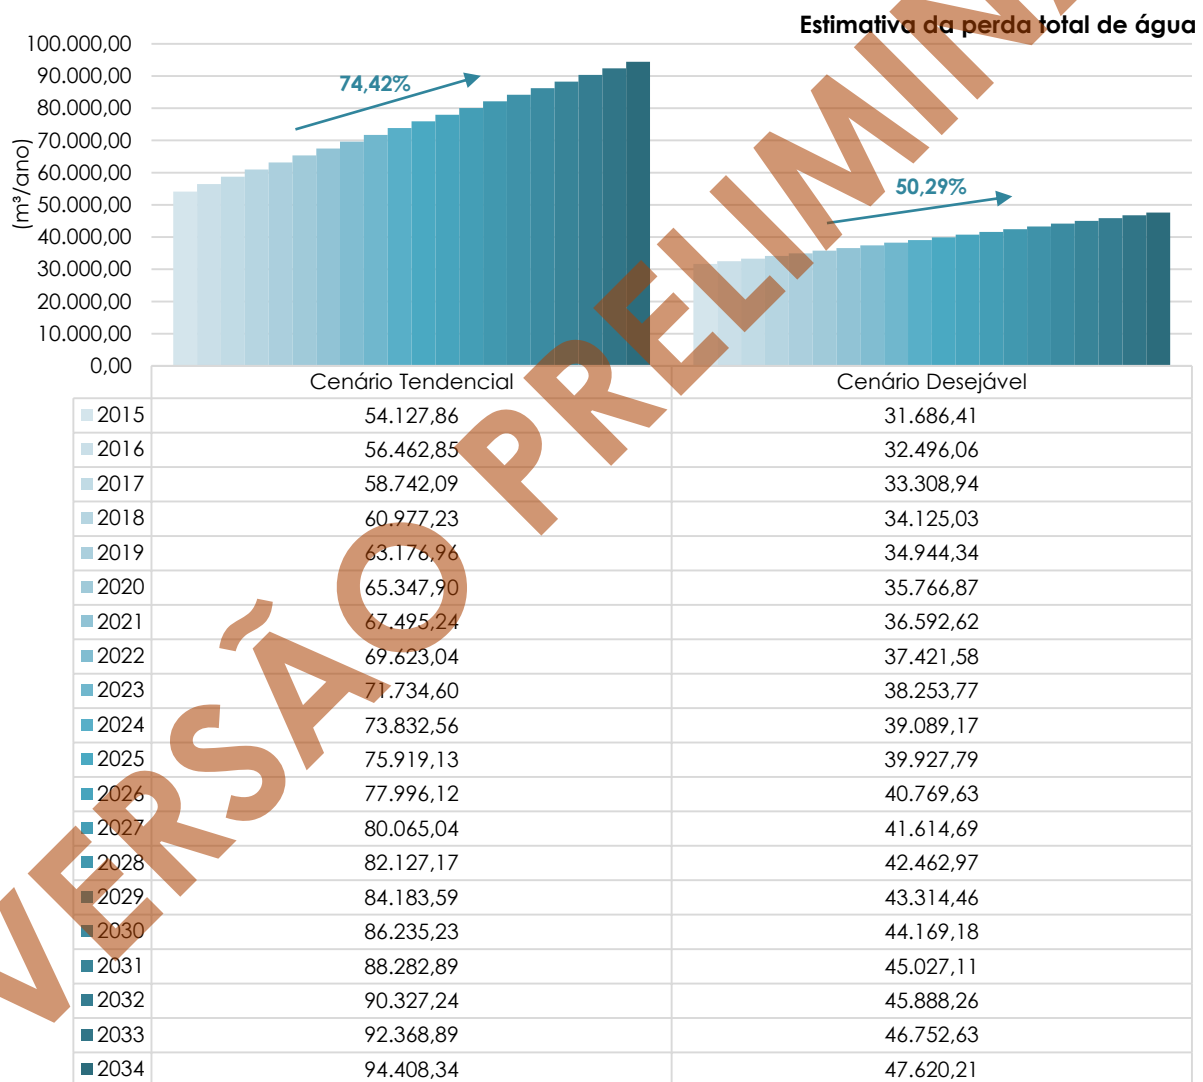 Estimativa da perda total de água
100.000,00
90.000,00
80.000,00
70.000,00
60.000,00
50.000,00
40.000,00
30.000,00
20.000,00
10.000,00
0,00
(m³/ano)
74,42%
50,29%
Cenário Tendencial Cenário Desejável
2015 54.127,86 31.686,41
2016 56.462,85 32.496,06
2017 58.742,09 33.308,94
2018 60.977,23 34.125,03
2019 63.176,96 34.944,34
2020 65.347,90 35.766,87
2021 67.495,24 36.592,62
2022 69.623,04 37.421,58
2023 71.734,60 38.253,77
2024 73.832,56 39.089,17
2025 75.919,13 39.927,79
2026 77.996,12 40.769,63
2027 80.065,04 41.614,69
2028 82.127,17 42.462,97
2029 84.183,59 43.314,46
2030 86.235,23 44.169,18
2031 88.282,89 45.027,11
2032 90.327,24 45.888,26
2033 92.368,89 46.752,63
2034 94.408,34 47.620,21
VERSÃO PRELIMIN